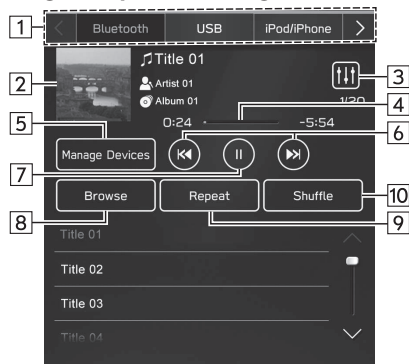 1
Bluetooth USB iPod/iPhone
2
Title 01
Artist 01
Album 01
3
1/20
4
0:24 -5:54
5
6
Manage Devices
7
Browse Repeat Shuffle
10
8
9
Title 01
Title 02
Title 03
Title 04